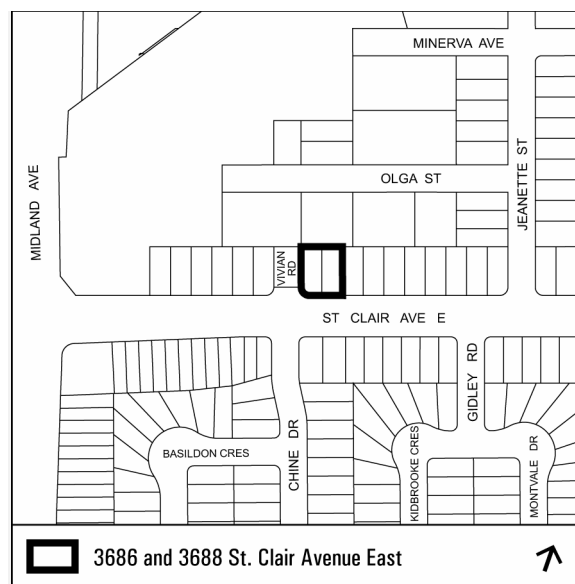 MINERVA AVE
JEANETTE ST
OLGA ST
MIDLAND AVE
VIVIAN
RD
ST CLAIR AVE E
GIDLEY RD
CHINE DR
BASILDON CRES
KIDBROOKE CRES
MONTVALE DR
3686 and 3688 St. Clair Avenue East